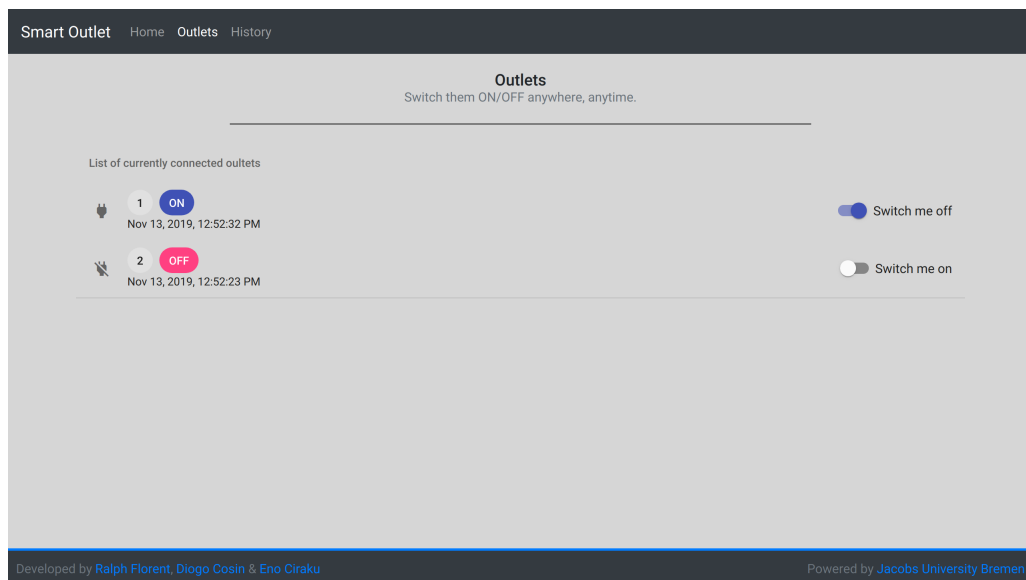 Smart Outlet Home Outlets History
Outlets
Switch them ON/OFF anywhere, anytime.
List of currently connected oultets
1 ON
Nov 13, 2019, 12:52:32 PM
Switch me off
2 OFF
Nov 13, 2019, 12:52:23 PM
Switch me on
Developed by Ralph Florent, Diogo Cosin & Eno Ciraku
Powered by Jacobs University Bremen